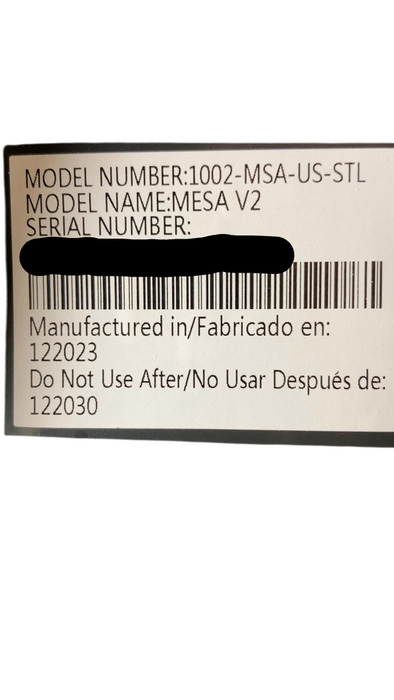 MODEL NUMBER:1002-MSA-US-STL
MODEL NAME:MESA V2
SERIAL NUMBER:
Manufactured in/Fabricado en:
122023
Do Not Use After/No Usar Después de:
122030